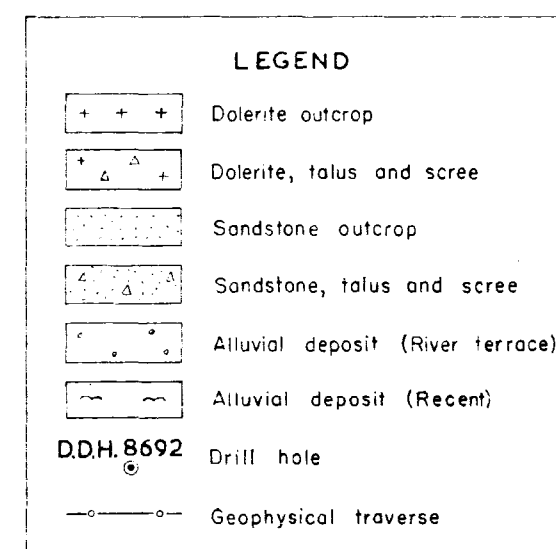 LEGEND
Dolerite outcrop
Dolerite, talus and scree
Sandstone outcrop
Sandstone, talus and scree
Alluvial deposit (River terrace)
Alluvial deposit (Recent)
D.D.H. 8692 Drill hole
Geophysical traverse